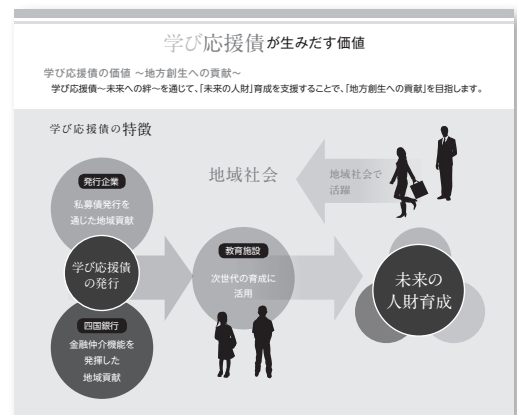 学び応援債が生みだす価値
学び応援債の価値 ～地方創生への貢献～
学び応援債～未来への絆～を通じて、「未来の人財」育成を支援することで、「地方創生への貢献」を目指します。
学び応援債の特徴
発行企業
私募債発行を
通じた地域貢献
学び応援債
の発行
四国銀行
金融仲介機能を
発揮した
地域貢献
地域社会
教育施設
次世代の育成に
活用
地域社会で
活躍
未来の
人財育成